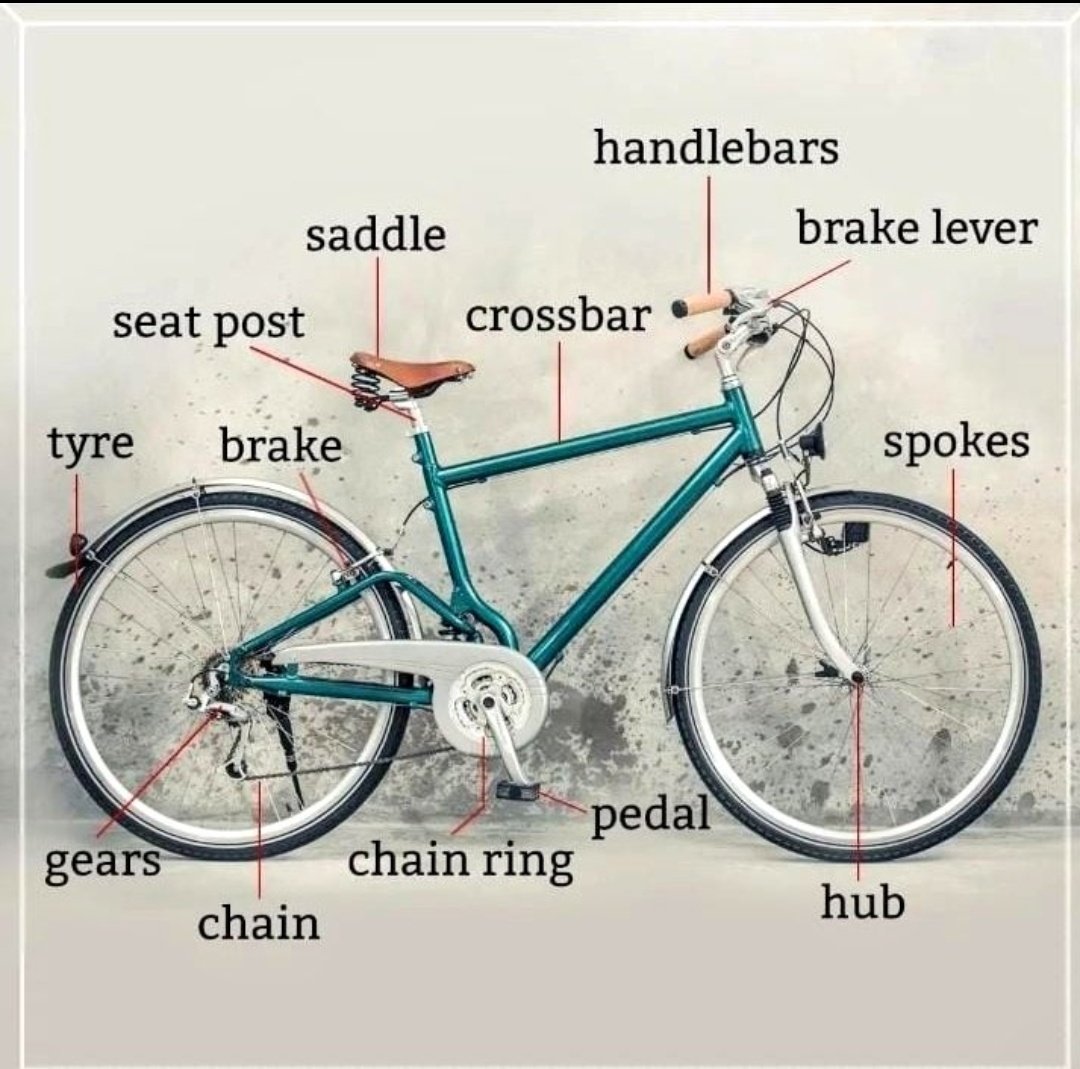 handlebars
brake lever
saddle
seat post
crossbar
tyre
brake
spokes
pedal
gears
chain ring
hub
chain